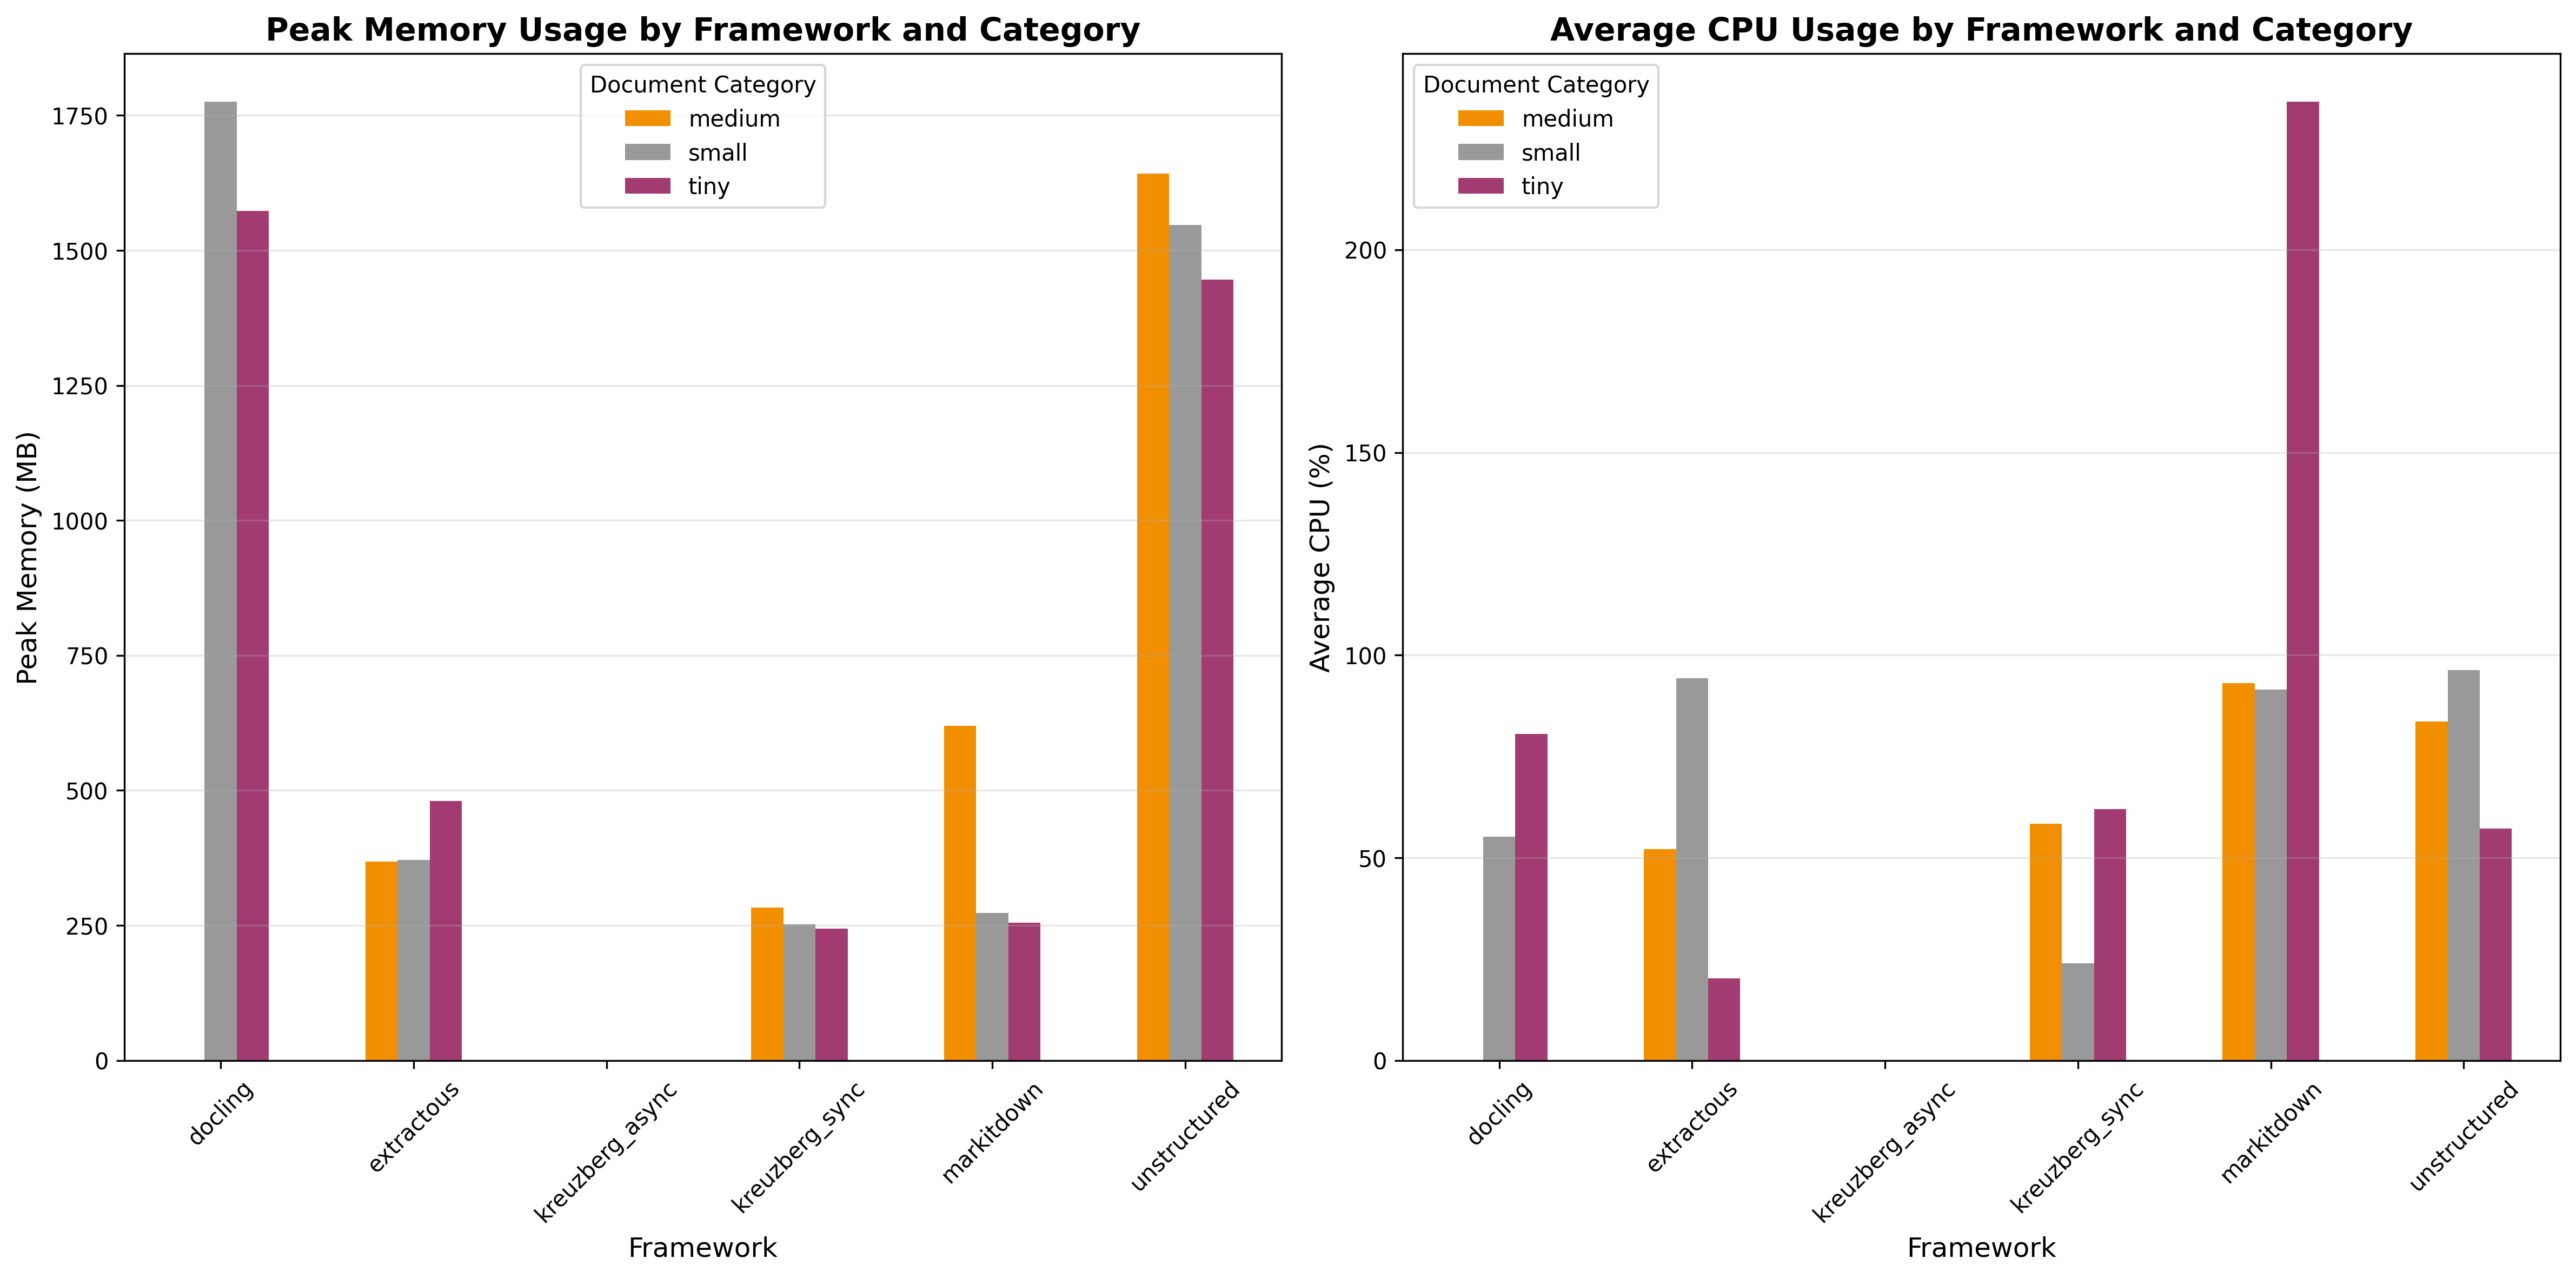 Peak Memory Usage by Framework and Category
Document Category
medium
small
tiny
Peak Memory (MB)
1750
1500
1250
1000
750
500
250
0
docling
extractous
kreuzberg_async
kreuzberg_sync
markitdown
unstructured
Framework
Average CPU Usage by Framework and Category
Document Category
medium
small
tiny
Average CPU (%)
200
150
100
50
0
docling
extractous
kreuzberg_async
kreuzberg_sync
markitdown
unstructured
Framework